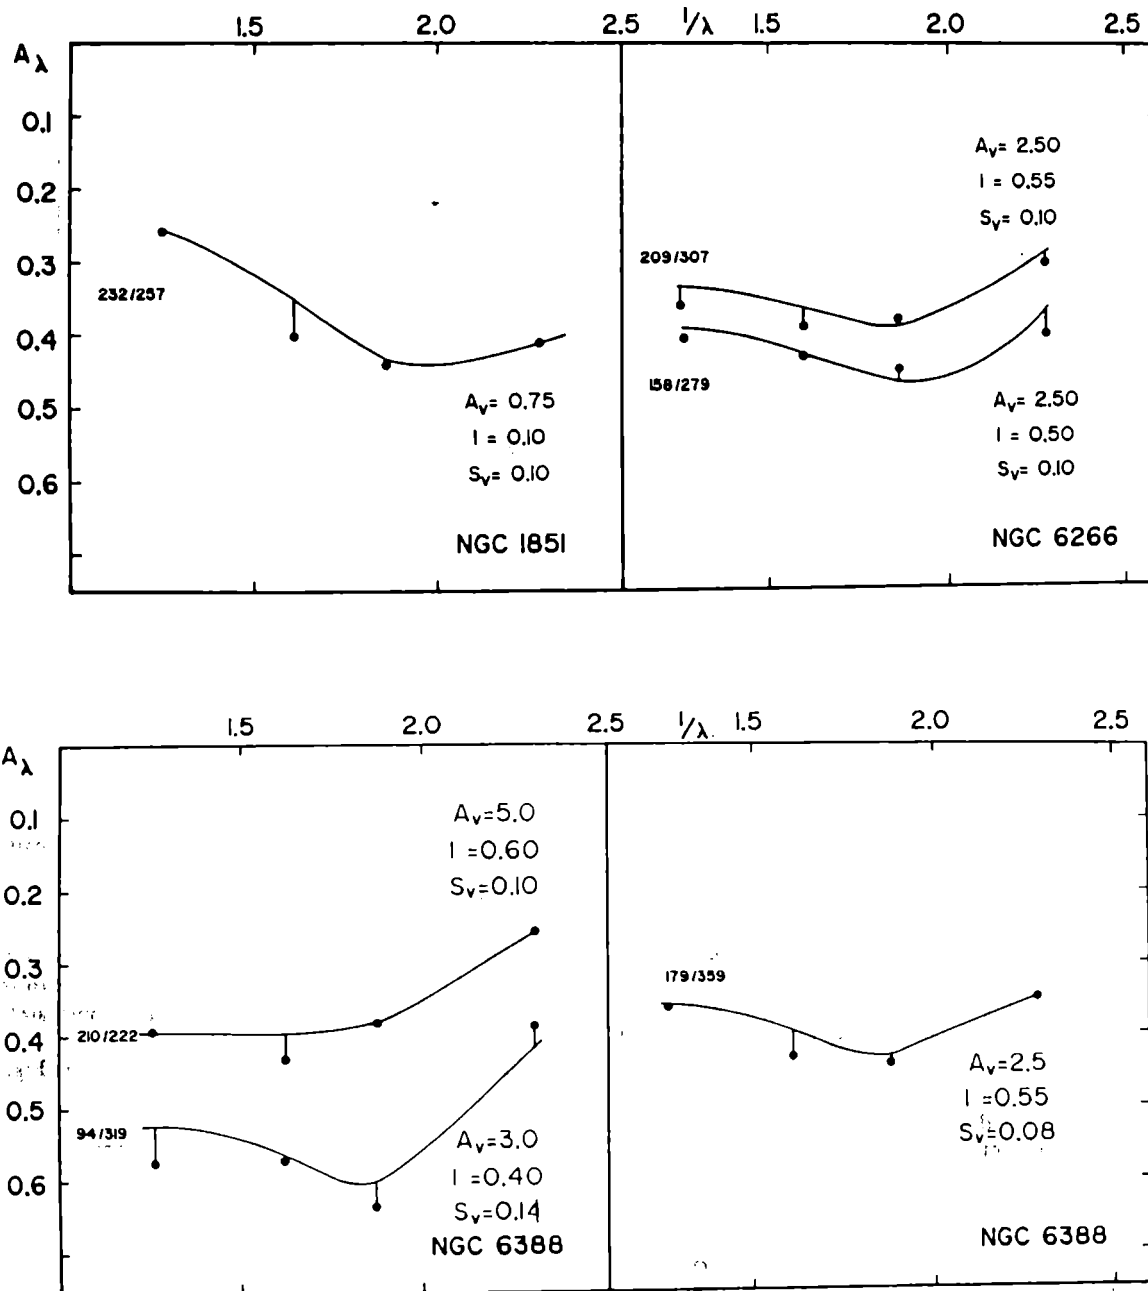 1.5 2.0 2.5 1/λ 1.5 2.0 2.5
Aλ
0.1
0.2
0.3
0.4
0.5
0.6
232/257
Av= 0.75
I = 0.10
Sv= 0.10
NGC 1851
Av= 2.50
I = 0.55
Sv= 0.10
209/307
158/279
Av= 2.50
I = 0.50
Sv= 0.10
NGC 6266
1.5 2.0 2.5 1/λ. 1.5 2.0 2.5
Aλ
0.1
0.2
0.3
0.4
0.5
0.6
Av=5.0
I =0.60
Sv=0.10
210/222
94/319
Av=3.0
I =0.40
Sv=0.14
NGC 6388
179/359
Av=2.5
I =0.55
Sv=0.08
NGC 6388